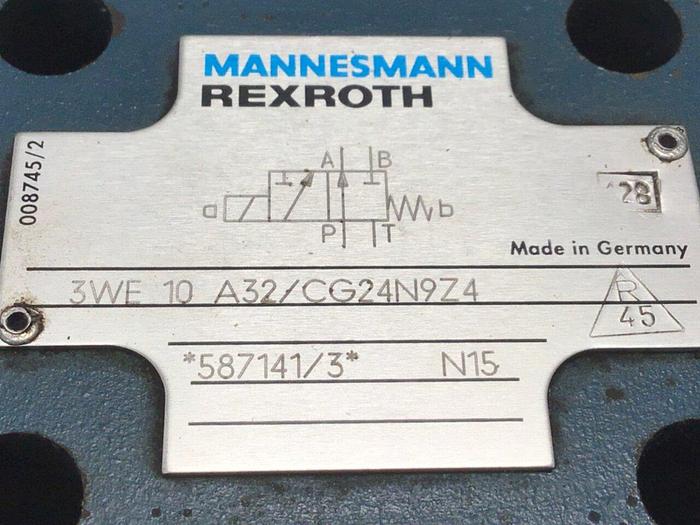 MANNESMANN
REXROTH
008745/2
A B
a b
P T
28
Made in Germany
3WE 10 A32/CG24N9Z4
R
45
*587141/3* N15